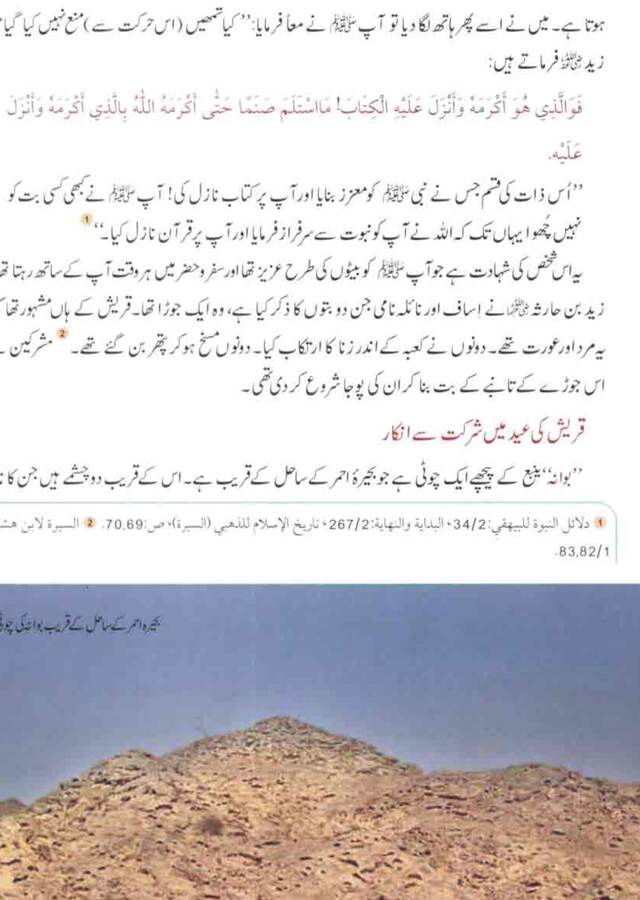 ہوتا ہے۔ میں نے اسے پھر ہاتھ لگا دیا تو آپ ﷺ نے معاً فرمایا: ’’کیا تمھیں (اس حرکت سے) منع نہیں کیا گیا
زید رضی اللہ عنہ فرماتے ہیں:
فَوَالَّذِي هُوَ أَكْرَمَهُ وَأَنْزَلَ عَلَيْهِ الْكِتَابَ! مَااسْتَلَمَ صَنَمًا حَتّٰى أَكْرَمَهُ اللّٰهُ بِالَّذِي أَكْرَمَهُ وَأَنْزَلَ
عَلَيْهِ.
’’اُس ذات کی قسم جس نے نبی ﷺ کو معزز بنایا اور آپ پر کتاب نازل کی! آپ ﷺ نے کبھی کسی بت کو
نہیں چُھوا یہاں تک کہ اللہ نے آپ کو نبوت سے سرفراز فرمایا اور آپ پر قرآن نازل کیا۔‘‘ 1
یہ اس شخص کی شہادت ہے جو آپ ﷺ کو بیٹوں کی طرح عزیز تھا اور سفر و حضر میں ہر وقت آپ کے ساتھ رہتا تھا
زید بن حارثہ رضی اللہ عنہ نے اِساف اور نائلہ نامی جن دو بتوں کا ذکر کیا ہے، وہ ایک جوڑا تھا۔ قریش کے ہاں مشہور تھا
یہ مرد اور عورت تھے۔ دونوں نے کعبہ کے اندر زنا کا ارتکاب کیا۔ دونوں مسخ ہو کر پتھر بن گئے تھے۔ 2 مشرکین
اس جوڑے کے تانبے کے بت بنا کر ان کی پوجا شروع کر دی تھی۔
قریش کی عید میں شرکت سے انکار
’’بوانہ‘‘ ینبع کے پیچھے ایک چوٹی ہے جو بحیرۂ احمر کے ساحل کے قریب ہے۔ اس کے قریب دو چشمے ہیں جن کا
1 دلائل النبوة للبيهقي: 34/2، البداية والنهاية: 267/2، تاريخ الإسلام للذهبي (السيرة)، ص: 70,69. 2 السيرة لابن
83,82/1.
بحیرہ احمر کے ساحل کے قریب بوانہ کی